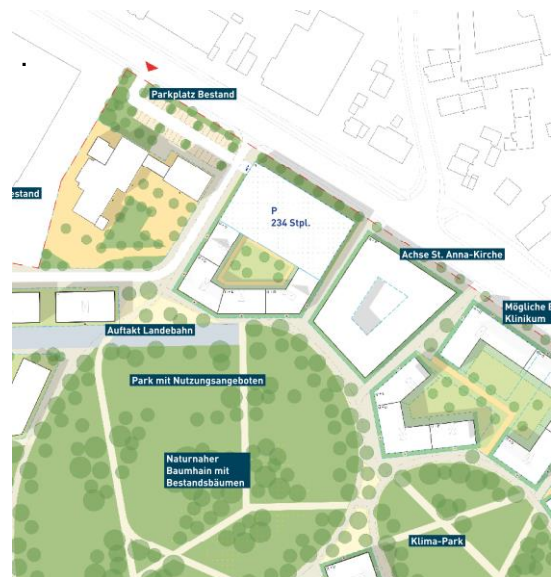 Parkplatz Bestand
estand
P
234 Stpl.
Achse St. Anna-Kirche
Mögliche
Klinikum
Auftakt Landebahn
Park mit Nutzungsangeboten
Naturnaher
Baumhain mit
Bestandsbäumen
Klima-Park